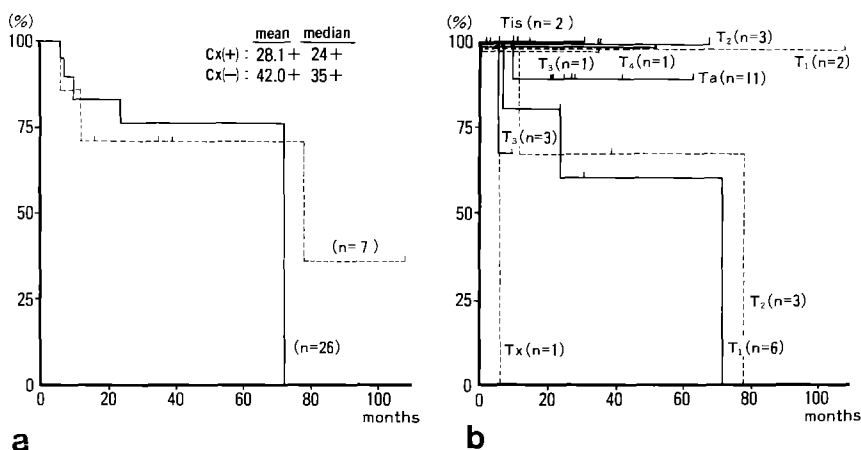 (%)
mean median
Cx(+) : 28.1+ 24+
Cx(−) : 42.0+ 35+
100
75
50
25
0
(n=7)
(n=26)
0 20 40 60 80 100
months
a
(%)
Tis(n=2)
T2(n=3)
T1(n=2)
T3(n=1) T4(n=1)
Ta(n=11)
100
75
50
25
0
T3(n=3)
T2(n=3)
Tx(n=1)
T1(n=6)
0 20 40 60 80 100
months
b